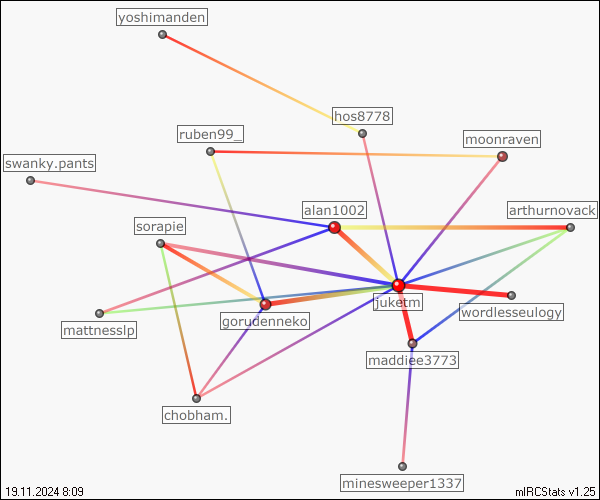 yoshimanden
hos8778
ruben99_
moonraven
swanky.pants
alan1002
arthurnovack
sorapie
juketm
wordlesseulogy
gorudenneko
mattnesslp
maddiee3773
chobham.
minesweeper1337
19.11.2024 8:09
mIRCStats v1.25